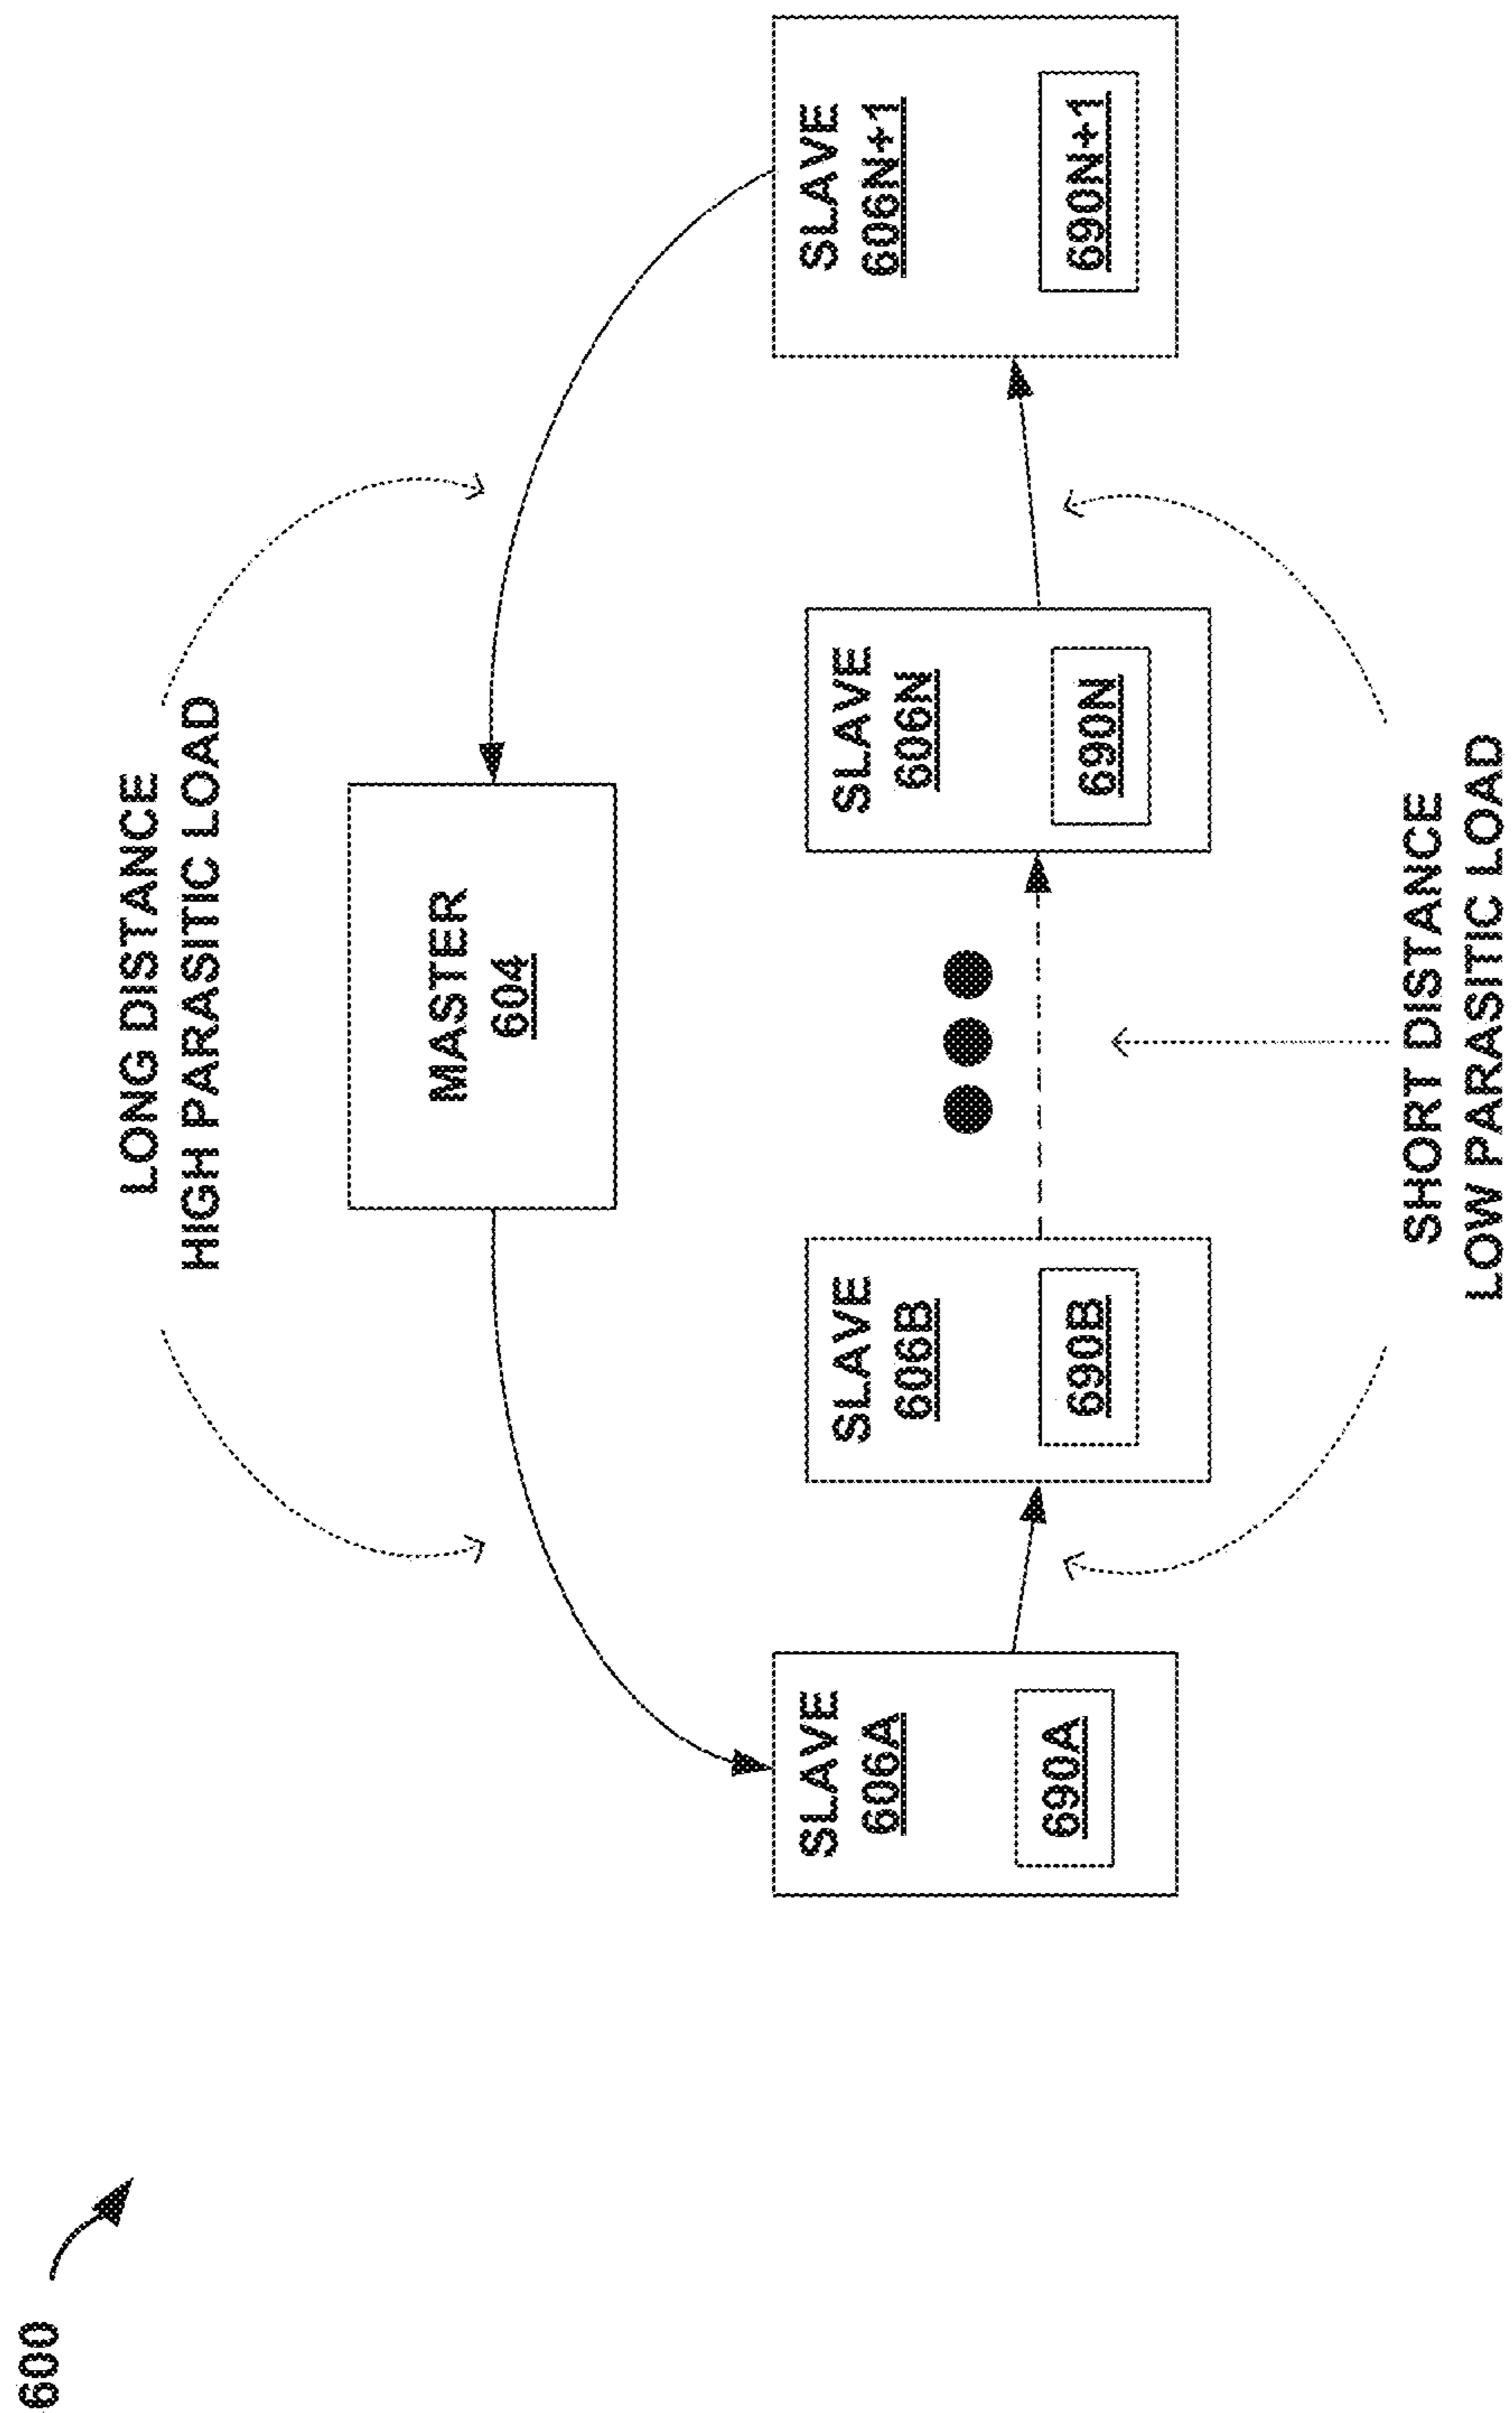 600
LONG DISTANCE
HIGH PARASITIC LOAD
MASTER
604
SLAVE
606A
690A
SLAVE
606B
690B
SLAVE
606N
690N
SLAVE
606N+1
690N+1
SHORT DISTANCE
LOW PARASITIC LOAD